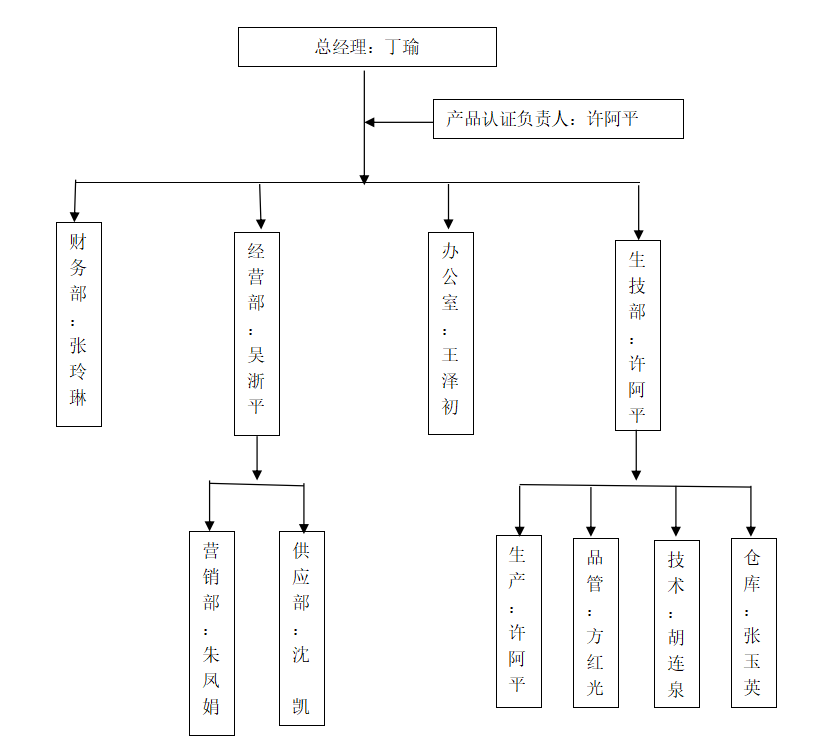 总经理：丁瑜
产品认证负责人：许阿平
财务部：张玲琳
经营部：吴浙平
办公室：王泽初
生技部：许阿平
营销部：朱凤娟
供应部：沈 凯
生产：许阿平
品管：方红光
技术：胡连泉
仓库：张玉英